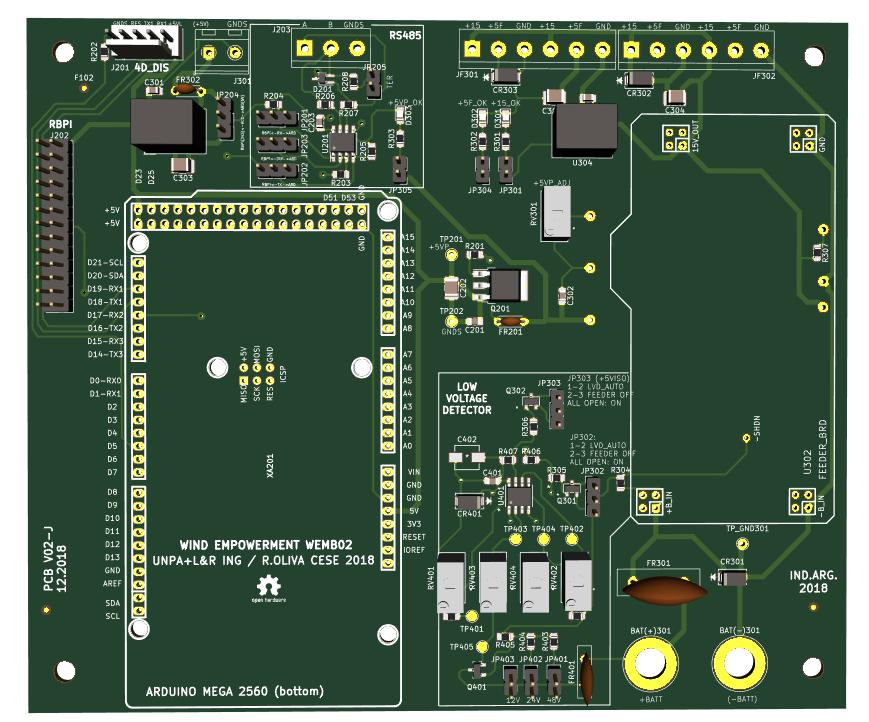 GNDS RES TX1 RX1 +5VL
(+5V) GNDS
J203
A B GNDS
RS485
+15 +5F GND +15 +5F GND +15 +5F GND +15 +5F GND
R202
J201 4D_DIS
J301
JF301
JF302
F102
C301
FR302
JP204
D201
R208
JP205
TER
CR303
CR302
C304
RBPI
J202
R204
R206
R207
+5VP_OK
D303
+5F_OK +15_OK
D302
D301
JP201
C203
U201
JP203
R205
R303
R302
R301
U304
15V_OUT
GND
D23
D25
C303
JP202
R203
JP305
JP304 JP301
D51 D53
GND
+5VP_ADJ
RV301
+5V
+5V
GND
A15
A14
A13
A12
A11
A10
A9
A8
TP201
+5VP
R201
R307
D21-SCL
D20-SDA
D19-RX1
D18-TX1
D17-RX2
D16-TX2
D15-RX3
D14-TX3
C202
Q201
C302
TP202
GNDS
C201
FR201
A7
A6
A5
A4
A3
A2
A1
A0
+5V
MOSI
GND
ICSP
MISO
SCK
RES
D0-RX0
D1-RX1
D2
D3
D4
D5
D6
D7
LOW
VOLTAGE
DETECTOR
Q302
JP303
JP303 (+5VISO)
1-2 LVD_AUTO
2-3 FEEDER OFF
ALL OPEN: ON
R306
JP302:
1-2 LVD_AUTO
2-3 FEEDER OFF
ALL OPEN: ON
C402
R407 R406
-SHDN
U302
FEEDER_BRD
XA201
VIN
GND
GND
5V
3V3
RESET
IOREF
C401
U401
R305
JP302
R304
Q301
CR401
+B_IN
-B_IN
D8
D9
D10
D11
D12
D13
GND
AREF
SDA
SCL
TP403 TP404 TP402
TP_GND301
PCB V02-J
12.2018
WIND EMPOWERMENT WEMB02
UNPA+L&R ING / R.OLIVA CESE 2018
open hardware
RV401
RV403
RV404
RV402
FR301
CR301
IND.ARG.
2018
TP401
TP405
R405
R404
R403
BAT(+)301
BAT(-)301
JP403 JP402 JP401
FR401
Q401
12V 24V 48V
+BATT
(-BATT)
ARDUINO MEGA 2560 (bottom)